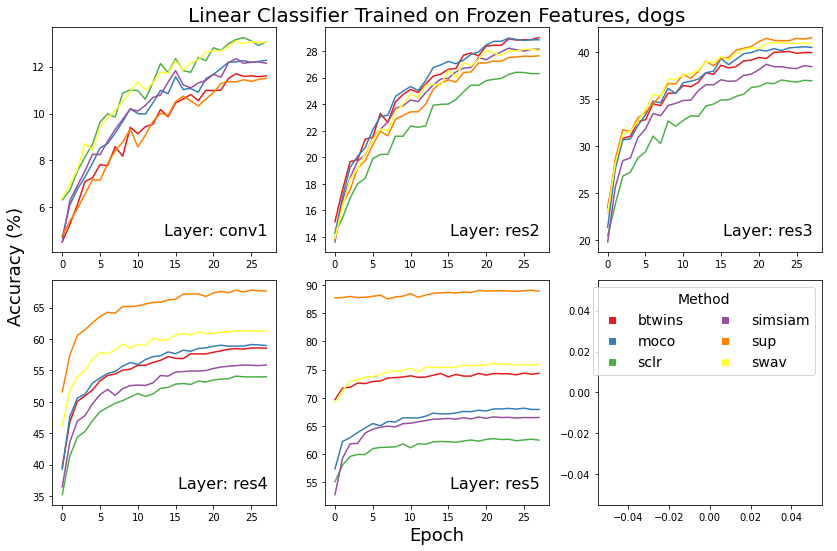 Linear Classifier Trained on Frozen Features, dogs
Accuracy (%)
12
10
8
6
0 5 10 15 20 25
Layer: conv1
28
26
24
22
20
18
16
14
0 5 10 15 20 25
Layer: res2
40
35
30
25
20
0 5 10 15 20 25
Layer: res3
65
60
55
50
45
40
35
0 5 10 15 20 25
Layer: res4
90
85
80
75
70
65
60
55
0 5 10 15 20 25
Layer: res5
Epoch
0.04
0.02
0.00
−0.02
−0.04
−0.04 −0.02 0.00 0.02 0.04
Method
btwins simsiam
moco sup
sclr swav